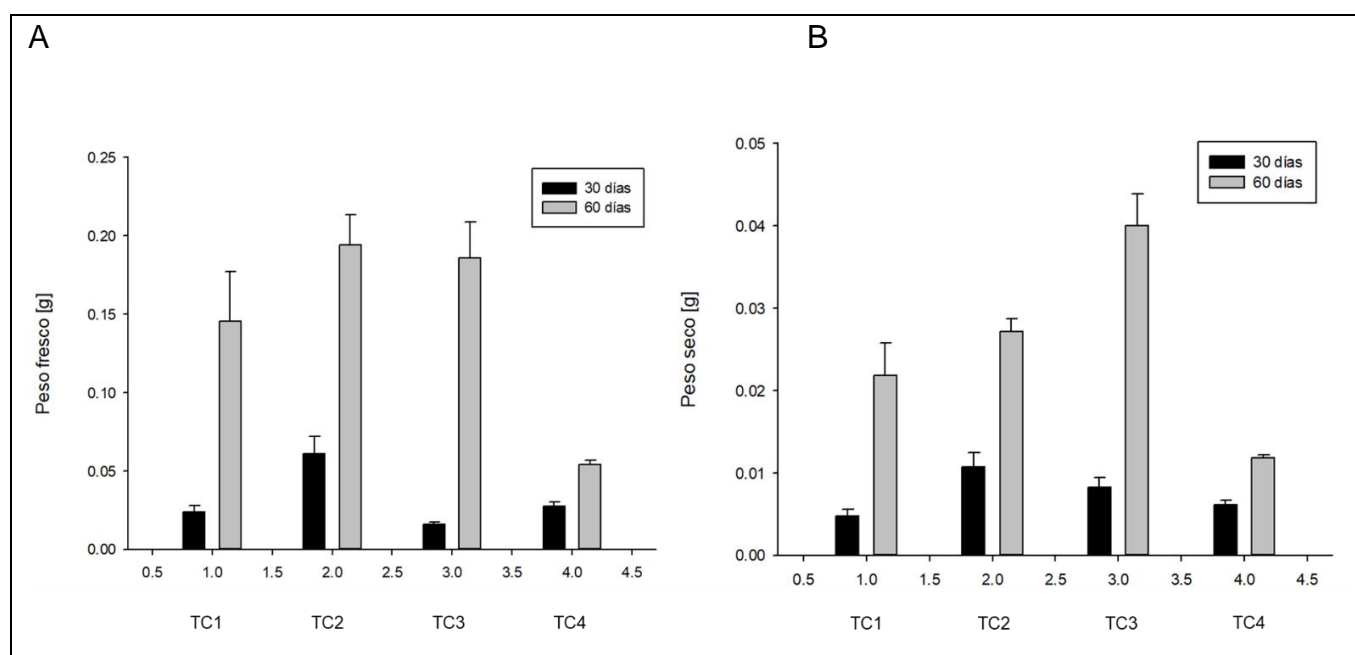 A
B
0.25
0.20
0.15
0.10
0.05
0.00
Peso fresco [g]
30 días
60 días
0.5 1.0 1.5 2.0 2.5 3.0 3.5 4.0 4.5
TC1 TC2 TC3 TC4
0.05
0.04
0.03
0.02
0.01
0.00
Peso seco [g]
30 días
60 días
0.5 1.0 1.5 2.0 2.5 3.0 3.5 4.0 4.5
TC1 TC2 TC3 TC4